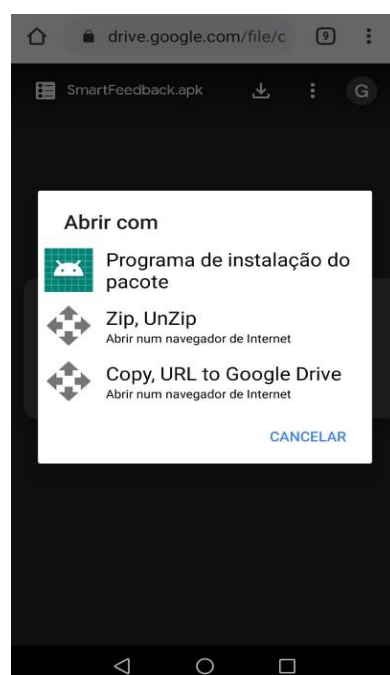 drive.google.com/file/c
9
SmartFeedback.apk
G
Abrir com
Programa de instalação do
pacote
Zip, UnZip
Abrir num navegador de Internet
Copy, URL to Google Drive
Abrir num navegador de Internet
CANCELAR